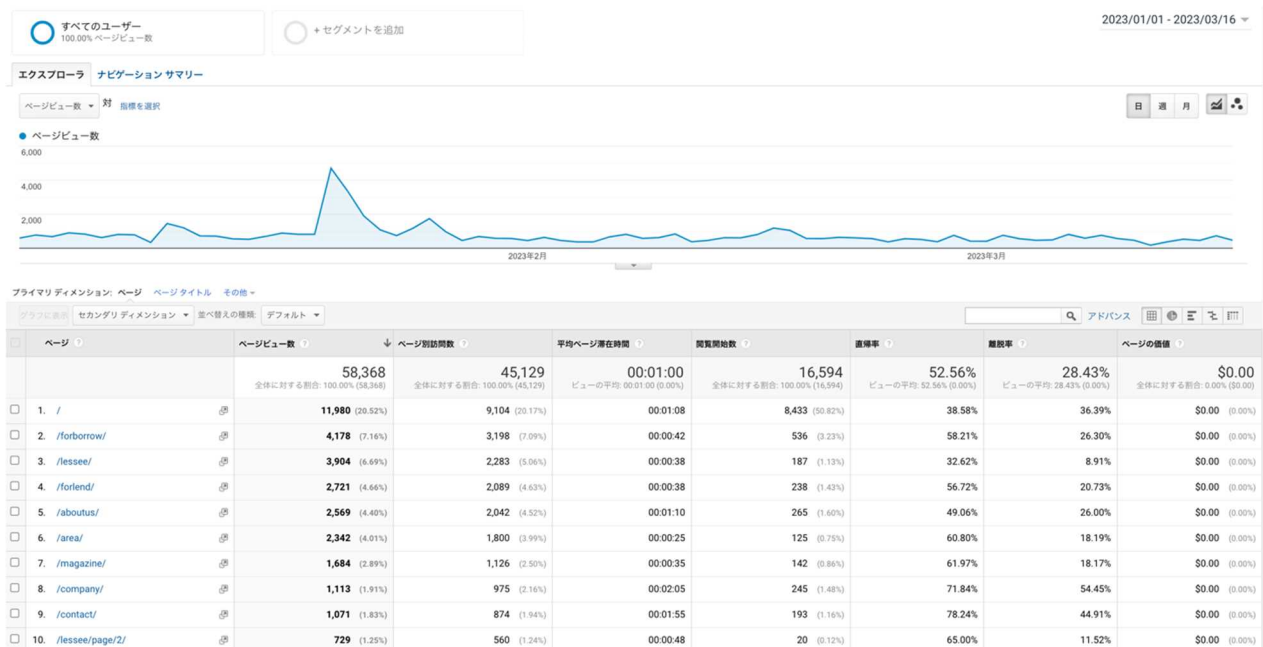 すべてのユーザー
100.00% ページビュー数
+ セグメントを追加
2023/01/01 - 2023/03/16
エクスプローラ ナビゲーション サマリー
ページビュー数 対 指標を選択
日 週 月
ページビュー数
6,000
4,000
2,000
2023年2月 2023年3月
プライマリ ディメンション: ページ ページ タイトル その他
グラフに表示 セカンダリ ディメンション 並べ替えの種類: デフォルト アドバンス
ページ ページビュー数 ページ別訪問数 平均ページ滞在時間 閲覧開始数 直帰率 離脱率 ページの価値
58,368 45,129 00:01:00 16,594 52.56% 28.43% $0.00
全体に対する割合: 100.00% (58,368) 全体に対する割合: 100.00% (45,129) ビューの平均: 00:01:00 (0.00%) 全体に対する割合: 100.00% (16,594) ビューの平均: 52.56% (0.00%) ビューの平均: 28.43% (0.00%) 全体に対する割合: 0.00% ($0.00)
1. / 11,980 (20.52%) 9,104 (20.17%) 00:01:08 8,433 (50.82%) 38.58% 36.39% $0.00 (0.00%)
2. /forborrow/ 4,178 (7.16%) 3,198 (7.09%) 00:00:42 536 (3.23%) 58.21% 26.30% $0.00 (0.00%)
3. /lessee/ 3,904 (6.69%) 2,283 (5.06%) 00:00:38 187 (1.13%) 32.62% 8.91% $0.00 (0.00%)
4. /forlend/ 2,721 (4.66%) 2,089 (4.63%) 00:00:38 238 (1.43%) 56.72% 20.73% $0.00 (0.00%)
5. /aboutus/ 2,569 (4.40%) 2,042 (4.52%) 00:01:10 265 (1.60%) 49.06% 26.00% $0.00 (0.00%)
6. /area/ 2,342 (4.01%) 1,800 (3.99%) 00:00:25 125 (0.75%) 60.80% 18.19% $0.00 (0.00%)
7. /magazine/ 1,684 (2.89%) 1,126 (2.50%) 00:00:35 142 (0.86%) 61.97% 18.17% $0.00 (0.00%)
8. /company/ 1,113 (1.91%) 975 (2.16%) 00:02:05 245 (1.48%) 71.84% 54.45% $0.00 (0.00%)
9. /contact/ 1,071 (1.83%) 874 (1.94%) 00:01:55 193 (1.16%) 78.24% 44.91% $0.00 (0.00%)
10. /lessee/page/2/ 729 (1.25%) 560 (1.24%) 00:00:48 20 (0.12%) 65.00% 11.52% $0.00 (0.00%)